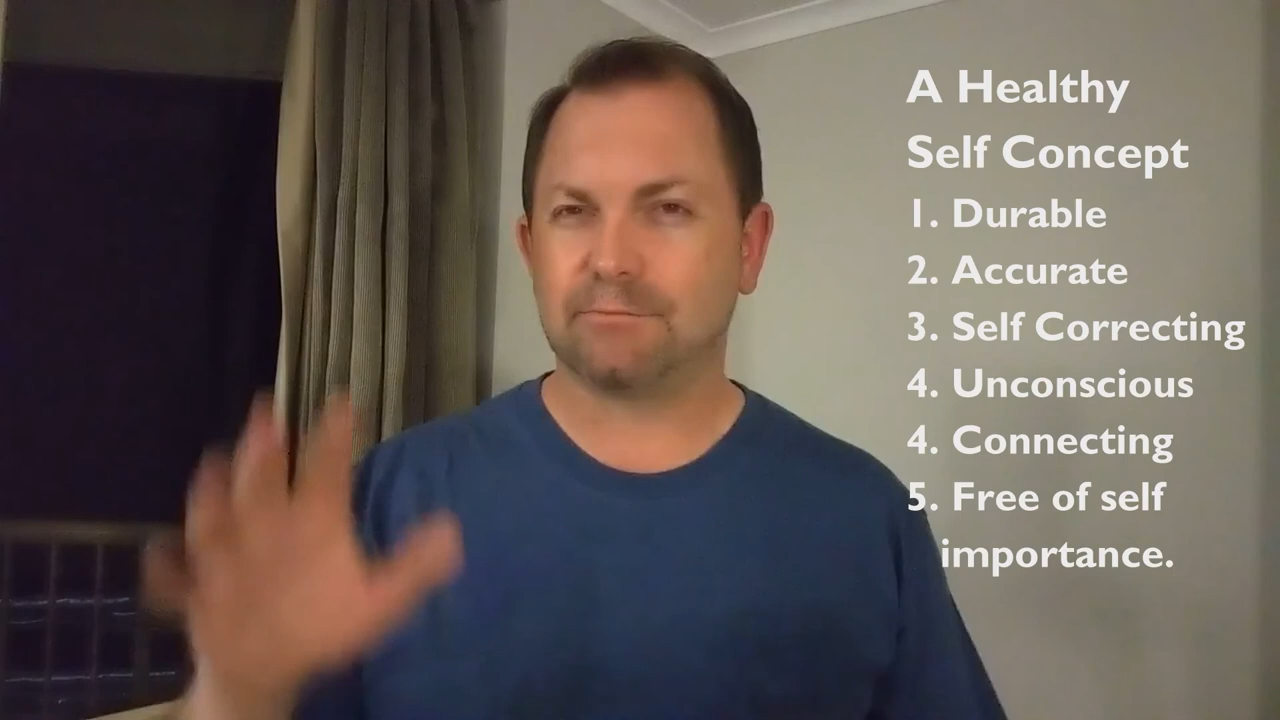 A Healthy
Self Concept
1. Durable
2. Accurate
3. Self Correcting
4. Unconscious
4. Connecting
5. Free of self
importance.